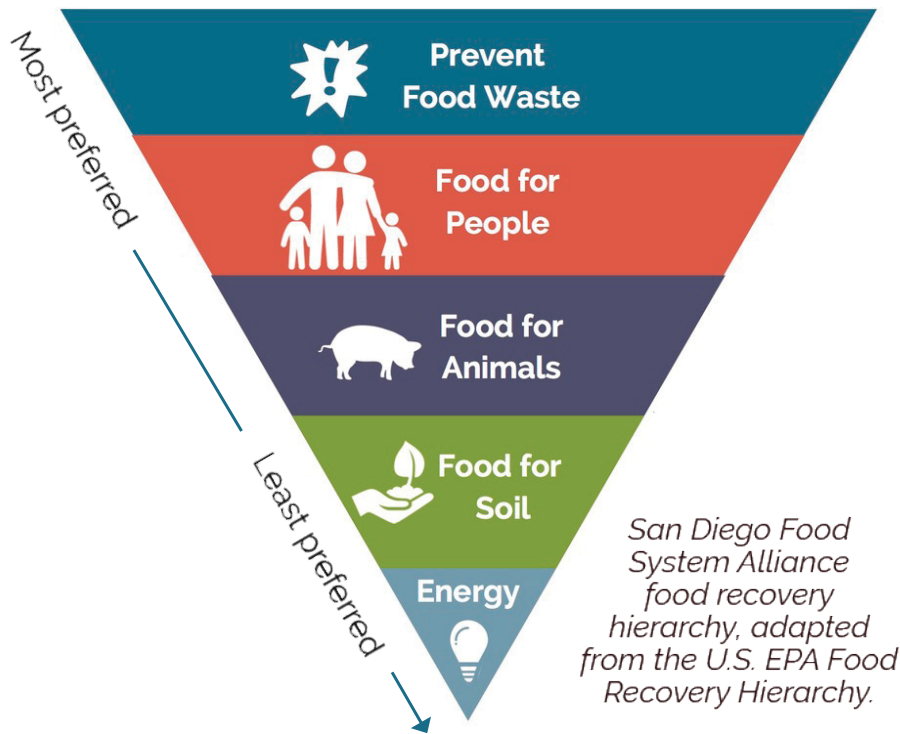 Most preferred
Prevent
Food Waste
Food for
People
Food for
Animals
Food for
Soil
Energy
Least preferred
San Diego Food
System Alliance
food recovery
hierarchy, adapted
from the U.S. EPA Food
Recovery Hierarchy.